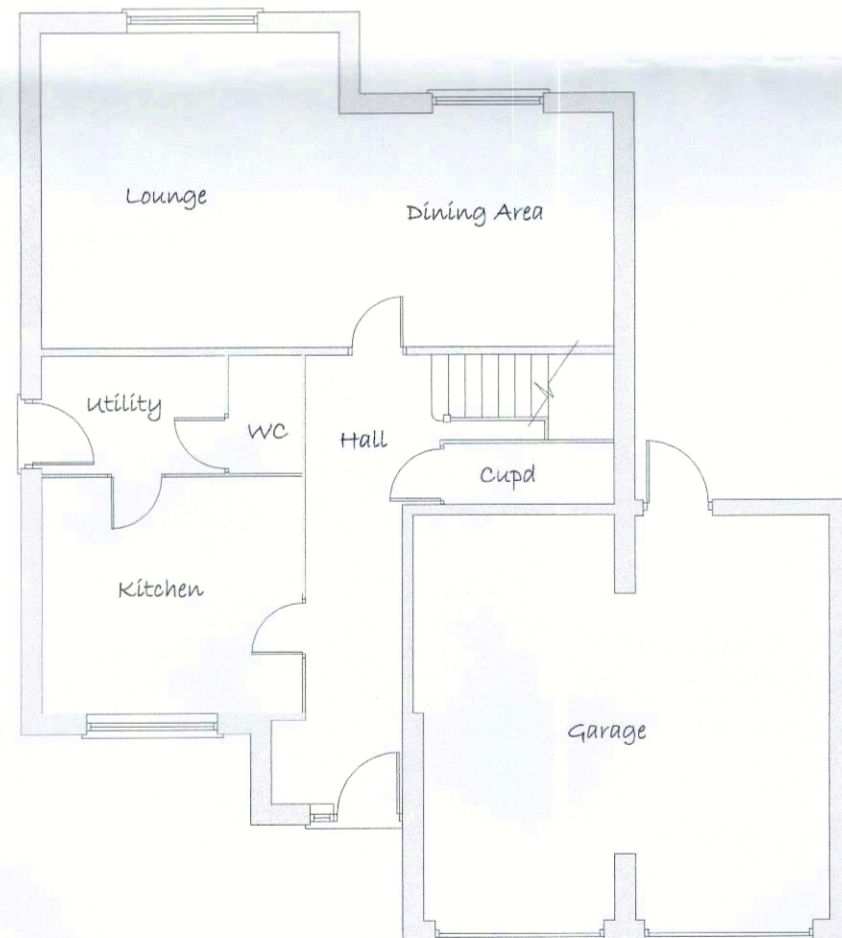 Lounge
Dining Area
Utility
WC
Hall
Cupd
Kitchen
Garage